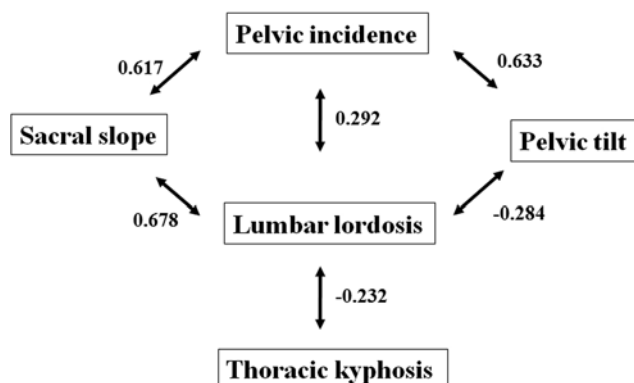 Pelvic incidence
0.617
0.633
0.292
Sacral slope
Pelvic tilt
0.678
Lumbar lordosis
-0.284
-0.232
Thoracic kyphosis